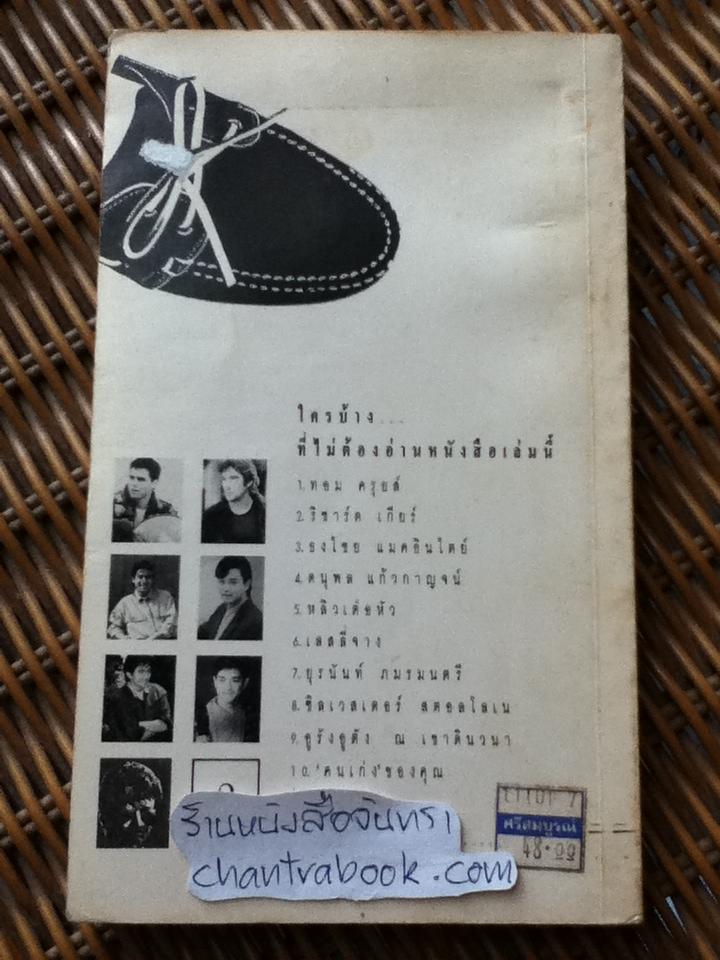 ใครบ้าง...
ที่ไม่ต้องอ่านหนังสือเล่มนี้
1.ทอม ครุยส์
2.ริชาร์ด เกียร์
3.ธงไชย แมคอินไตย์
4.ดนุพล แก้วกาญจน์
5.หลิวเต๋อหัว
6.เลสลี่จาง
7.ยุรนันท์ ภมรมนตรี
8.ซิลเวสเตอร์ สตอลโลเน
9.อูรังอูตัง ณ เขาดินวนา
10.'คนเก่ง'ของคุณ
ศรีสมบูรณ์
48.00
ร้านหนังสือจันทรา
chantrabook.com